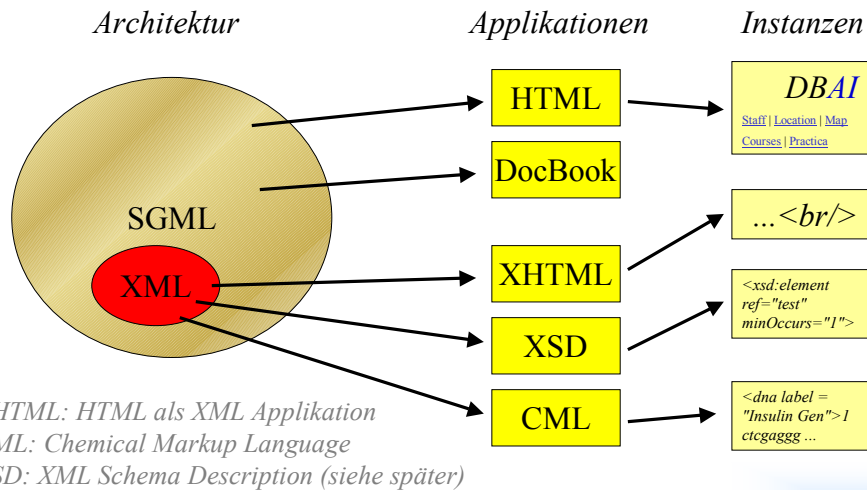 Architektur
Applikationen
Instanzen
SGML
XML
HTML
DocBook
XHTML
XSD
CML
DBAI
Staff | Location | Map
Courses | Practica
...<br/>
<xsd:element
ref="test"
minOccurs="1">
<dna label =
"Insulin Gen">1
ctcgaggg ...
HTML: HTML als XML Applikation
ML: Chemical Markup Language
SD: XML Schema Description (siehe später)